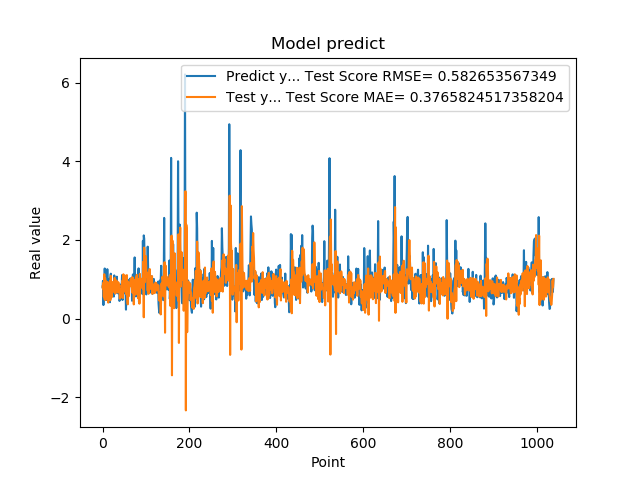 Model predict
Predict y... Test Score RMSE= 0.582653567349
Test y... Test Score MAE= 0.3765824517358204
Real value
6
4
2
0
−2
0 200 400 600 800 1000
Point